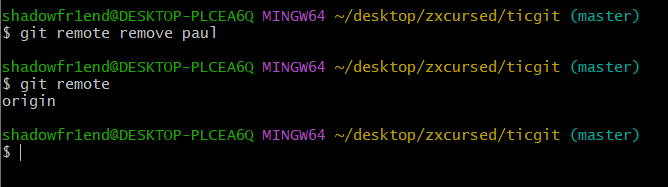 shadowfr1end@DESKTOP-PLCEA6Q MINGW64 ~/desktop/zxcursed/ticgit (master)
$ git remote remove paul
shadowfr1end@DESKTOP-PLCEA6Q MINGW64 ~/desktop/zxcursed/ticgit (master)
$ git remote
origin
shadowfr1end@DESKTOP-PLCEA6Q MINGW64 ~/desktop/zxcursed/ticgit (master)
$